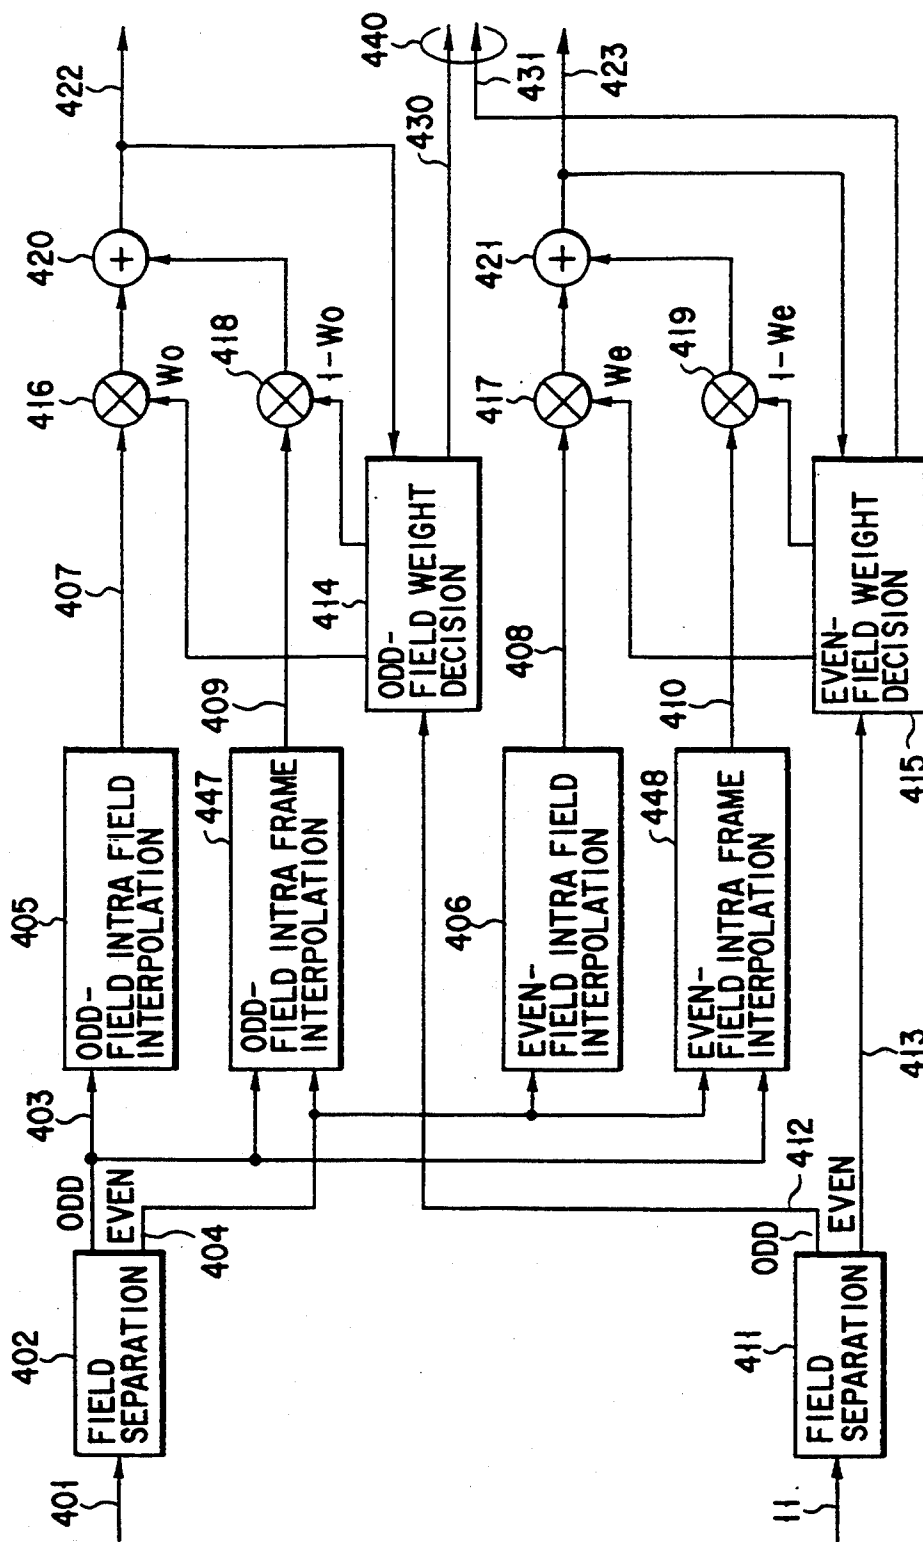 401
402
FIELD
SEPARATION
ODD
EVEN
403
404
405
ODD-
FIELD INTRA FIELD
INTERPOLATION
407
416
Wo
420
422
447
ODD-
FIELD INTRA FRAME
INTERPOLATION
409
418
1-Wo
414
ODD-
FIELD WEIGHT
DECISION
430
440
431
406
EVEN-
FIELD INTRA FIELD
INTERPOLATION
408
417
We
421
423
448
EVEN-
FIELD INTRA FRAME
INTERPOLATION
410
419
1-We
11
411
FIELD
SEPARATION
ODD
EVEN
412
413
415
EVEN-
FIELD WEIGHT
DECISION